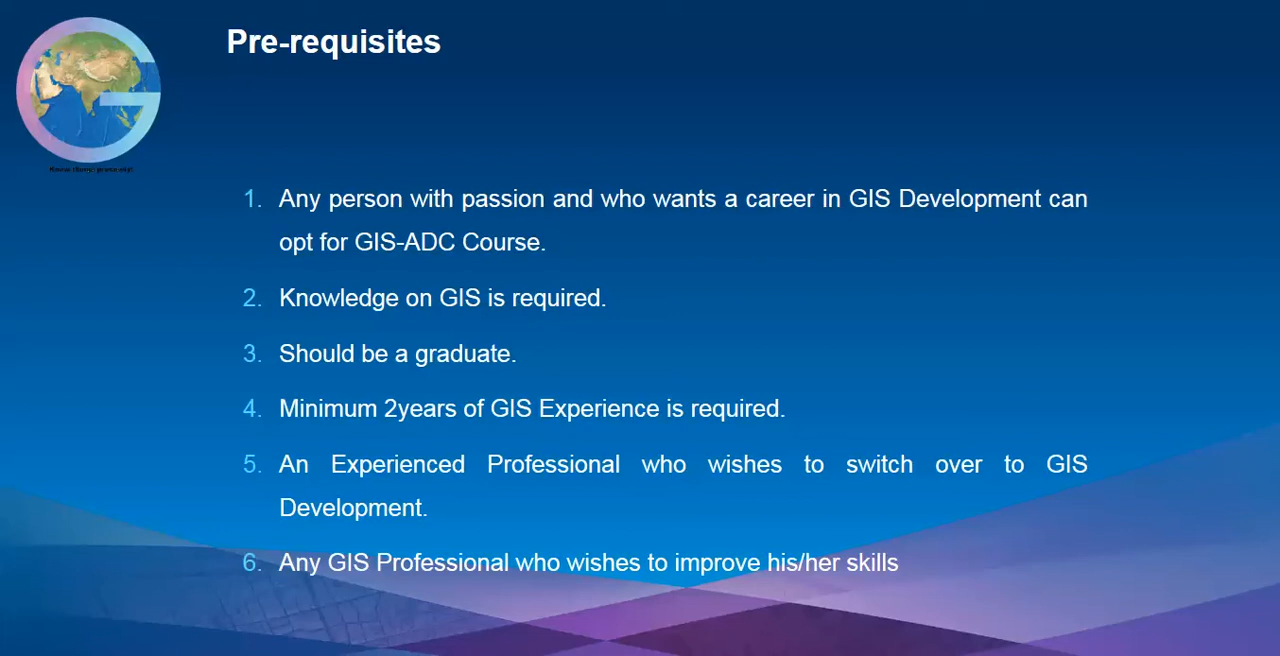 Pre-requisites
1. Any person with passion and who wants a career in GIS Development can
opt for GIS-ADC Course.
2. Knowledge on GIS is required.
3. Should be a graduate.
4. Minimum 2years of GIS Experience is required.
5. An Experienced Professional who wishes to switch over to GIS
Development.
6. Any GIS Professional who wishes to improve his/her skills